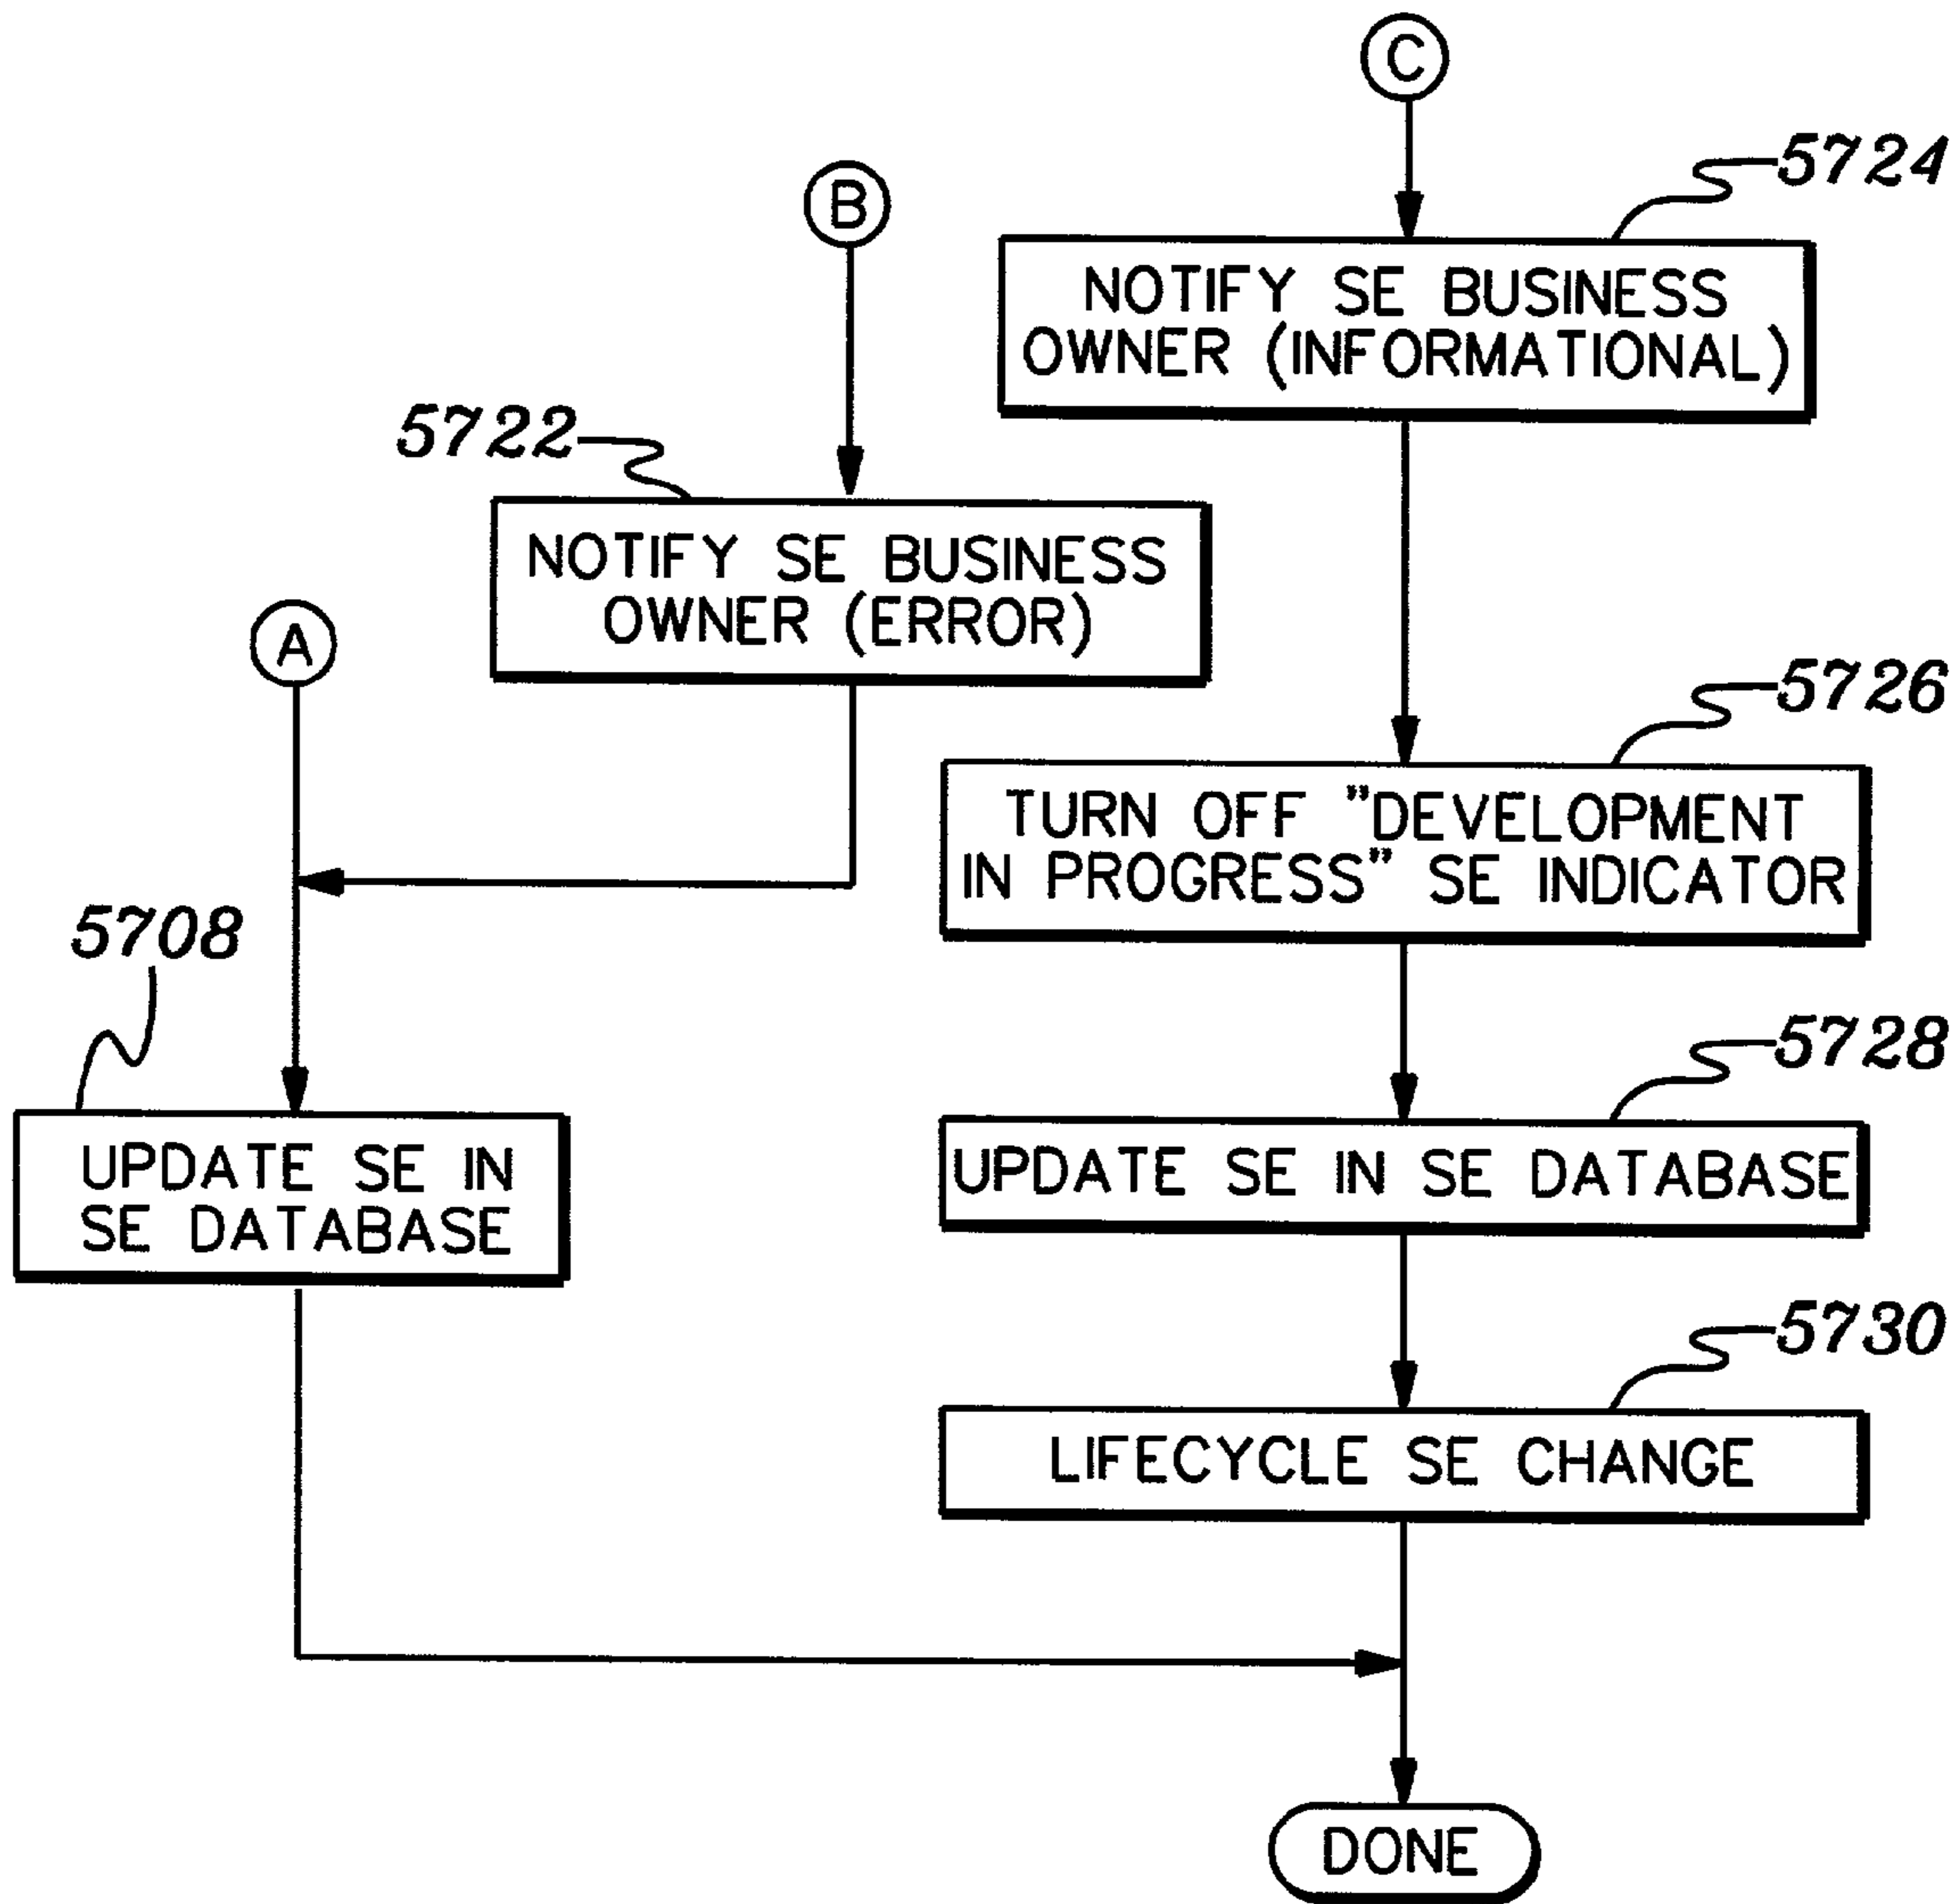 C
5724
B
NOTIFY SE BUSINESS
OWNER (INFORMATIONAL)
5722
NOTIFY SE BUSINESS
OWNER (ERROR)
A
5726
TURN OFF "DEVELOPMENT
IN PROGRESS" SE INDICATOR
5708
5728
UPDATE SE IN
SE DATABASE
UPDATE SE IN SE DATABASE
5730
LIFECYCLE SE CHANGE
DONE